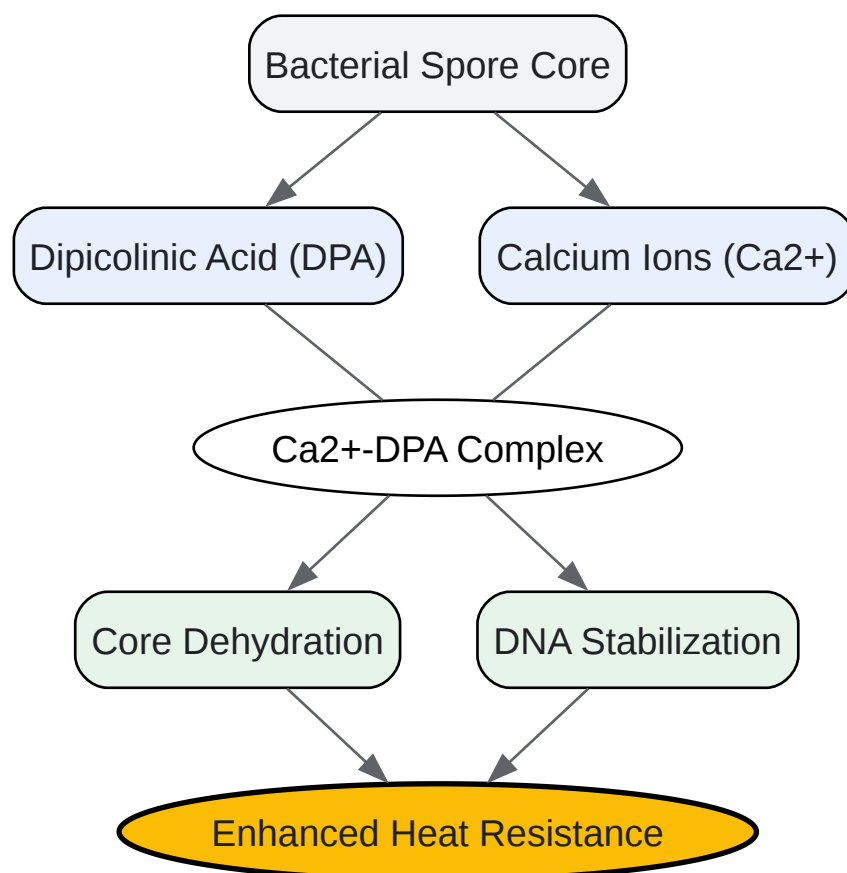 Bacterial Spore Core
Dipicolinic Acid (DPA)
Calcium Ions (Ca2+)
Ca2+-DPA Complex
Core Dehydration
DNA Stabilization
Enhanced Heat Resistance